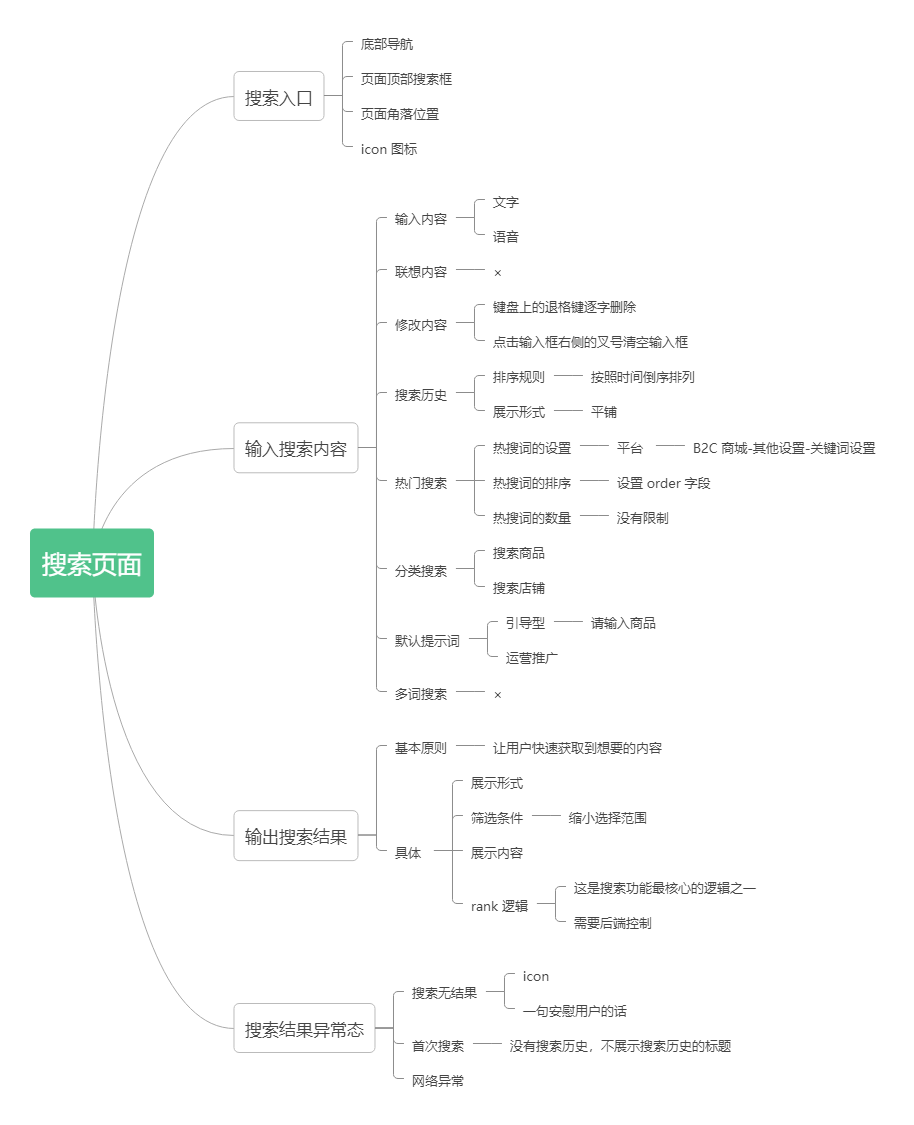 搜索页面
搜索入口
底部导航
页面顶部搜索框
页面角落位置
icon 图标
输入搜索内容
输入内容
文字
语音
联想内容
×
修改内容
键盘上的退格键逐字删除
点击输入框右侧的叉号清空输入框
搜索历史
排序规则
按照时间倒序排列
展示形式
平铺
热门搜索
热搜词的设置
平台
B2C 商城-其他设置-关键词设置
热搜词的排序
设置 order 字段
热搜词的数量
没有限制
分类搜索
搜索商品
搜索店铺
默认提示词
引导型
请输入商品
运营推广
多词搜索
×
输出搜索结果
基本原则
让用户快速获取到想要的内容
具体
展示形式
筛选条件
缩小选择范围
展示内容
rank 逻辑
这是搜索功能最核心的逻辑之一
需要后端控制
搜索结果异常态
搜索无结果
icon
一句安慰用户的话
首次搜索
没有搜索历史，不展示搜索历史的标题
网络异常